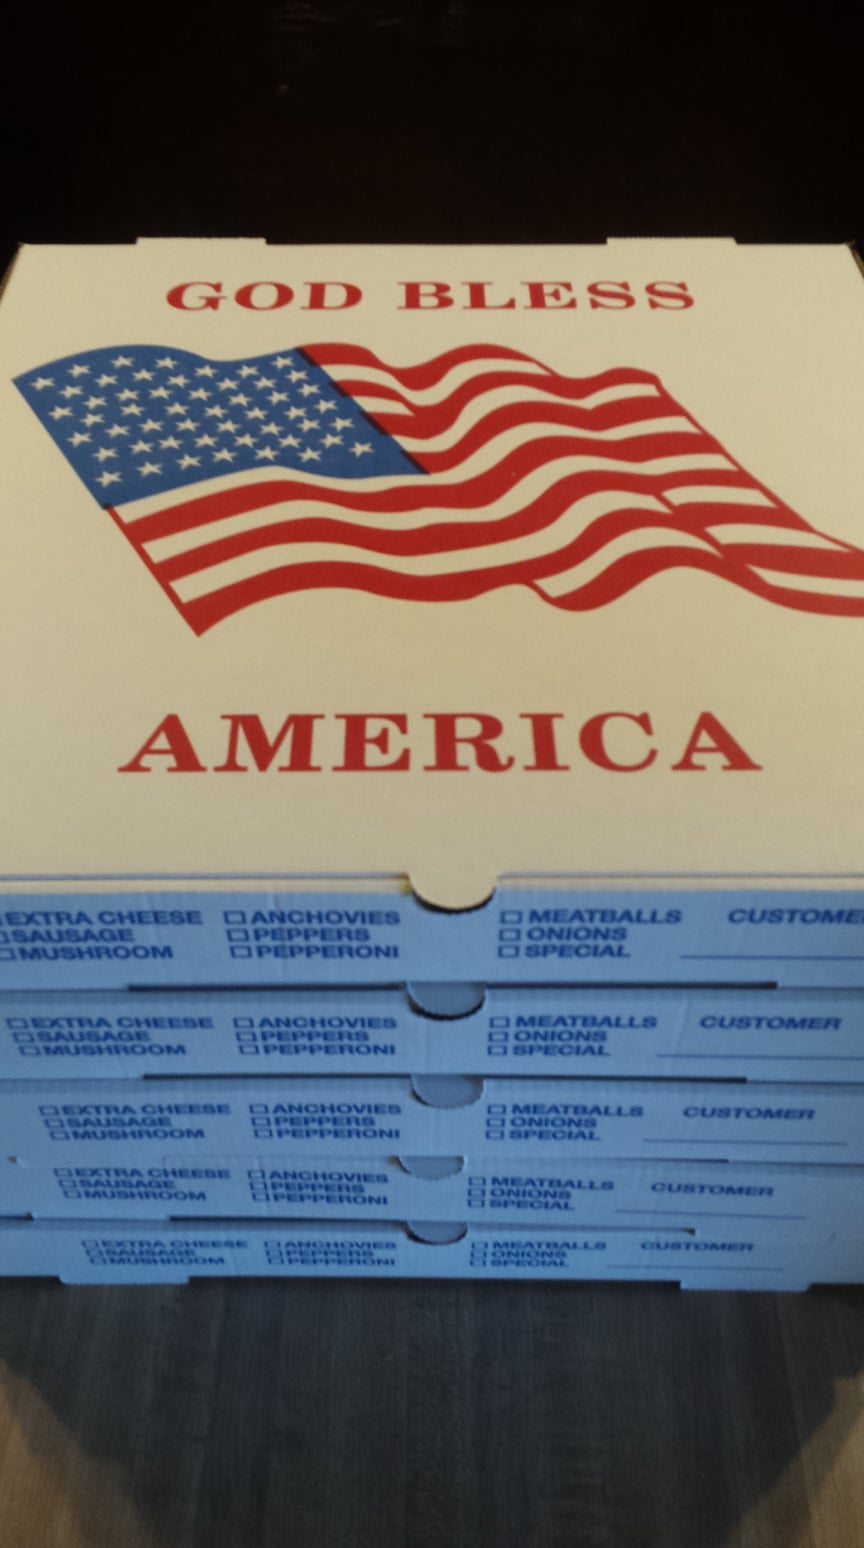 GOD BLESS
AMERICA
EXTRA CHEESE ANCHOVIES MEATBALLS CUSTOME
SAUSAGE PEPPERS ONIONS
MUSHROOM PEPPERONI SPECIAL
EXTRA CHEESE ANCHOVIES MEATBALLS CUSTOMER
SAUSAGE PEPPERS ONIONS
MUSHROOM PEPPERONI SPECIAL
EXTRA CHEESE ANCHOVIES MEATBALLS CUSTOMER
SAUSAGE PEPPERS ONIONS
MUSHROOM PEPPERONI SPECIAL
EXTRA CHEESE ANCHOVIES MEATBALLS CUSTOMER
SAUSAGE PEPPERS ONIONS
MUSHROOM PEPPERONI SPECIAL
EXTRA CHEESE ANCHOVIES MEATBALLS CUSTOMER
SAUSAGE PEPPERS ONIONS
MUSHROOM PEPPERONI SPECIAL